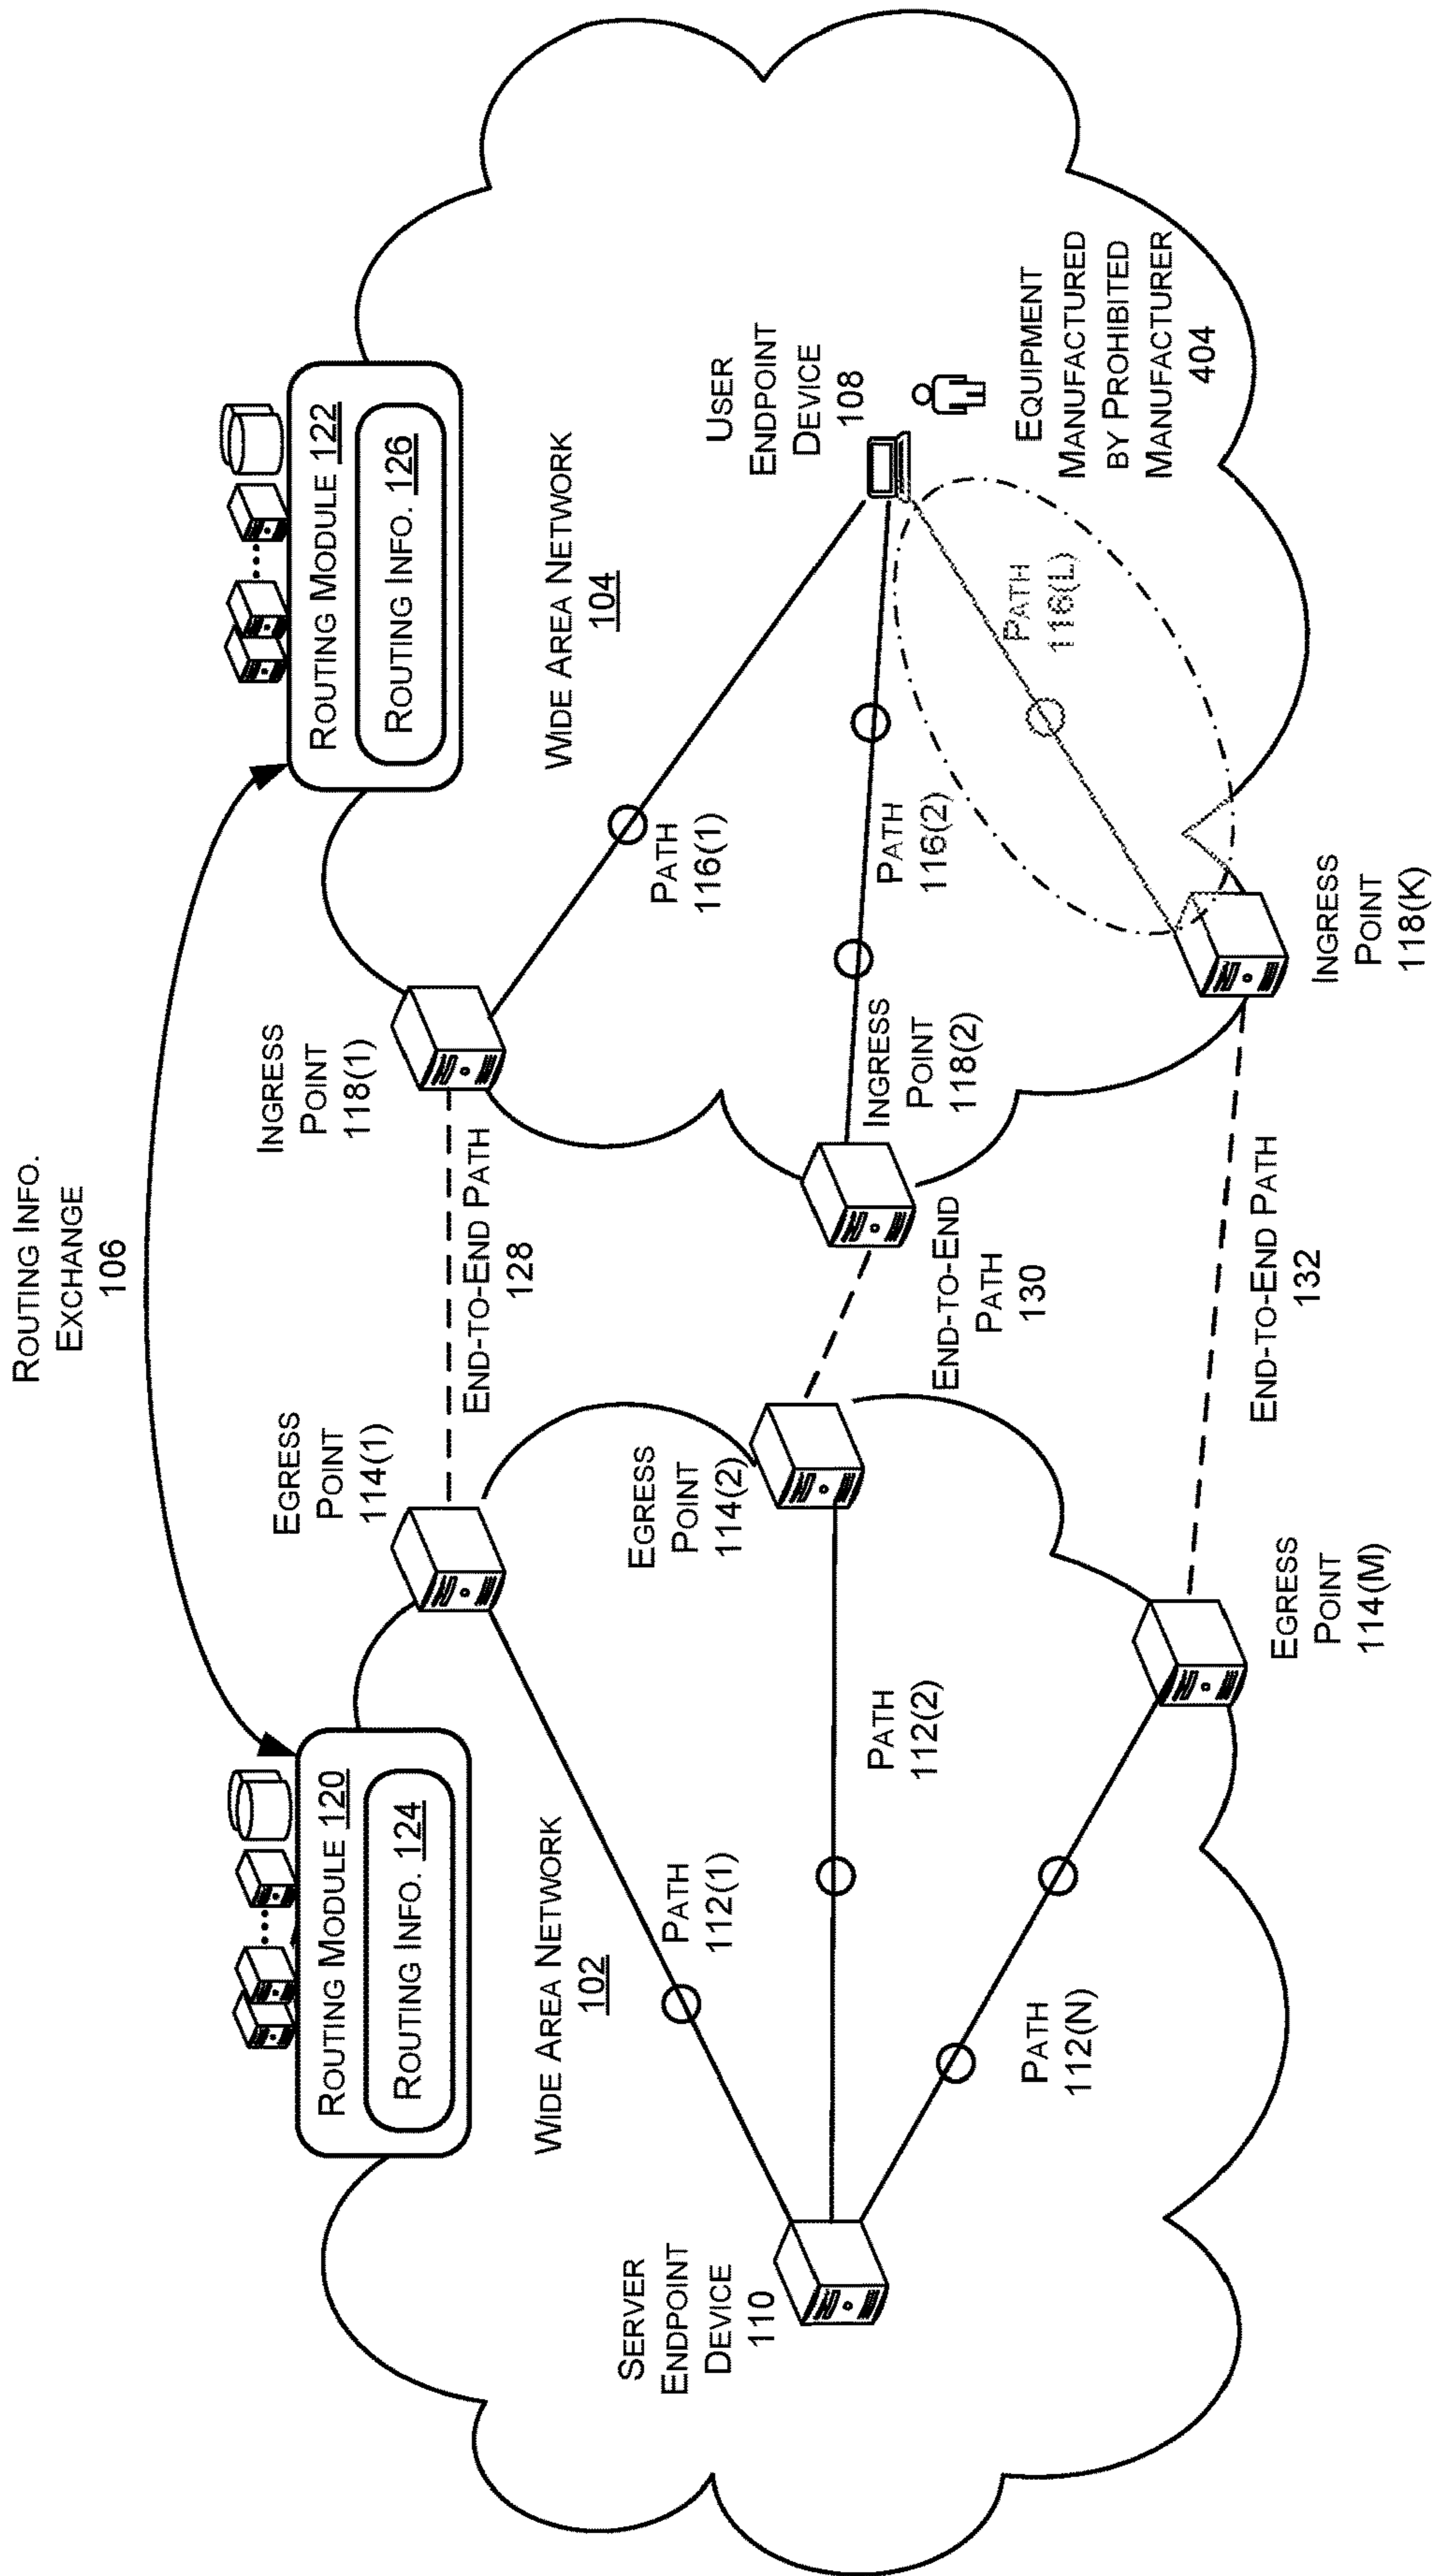 ROUTING INFO.
EXCHANGE
106
ROUTING MODULE 120
ROUTING INFO. 124
ROUTING MODULE 122
ROUTING INFO. 126
WIDE AREA NETWORK
102
WIDE AREA NETWORK
104
EGRESS
POINT
114(1)
INGRESS
POINT
118(1)
END-TO-END PATH
128
SERVER
ENDPOINT
DEVICE
110
PATH
112(1)
EGRESS
POINT
114(2)
PATH
116(1)
USER
ENDPOINT
DEVICE
108
PATH
112(2)
END-TO-END
PATH
130
INGRESS
POINT
118(2)
PATH
116(2)
PATH
116(L)
EQUIPMENT
MANUFACTURED
BY PROHIBITED
MANUFACTURER
404
PATH
112(N)
EGRESS
POINT
114(M)
END-TO-END PATH
132
INGRESS
POINT
118(K)